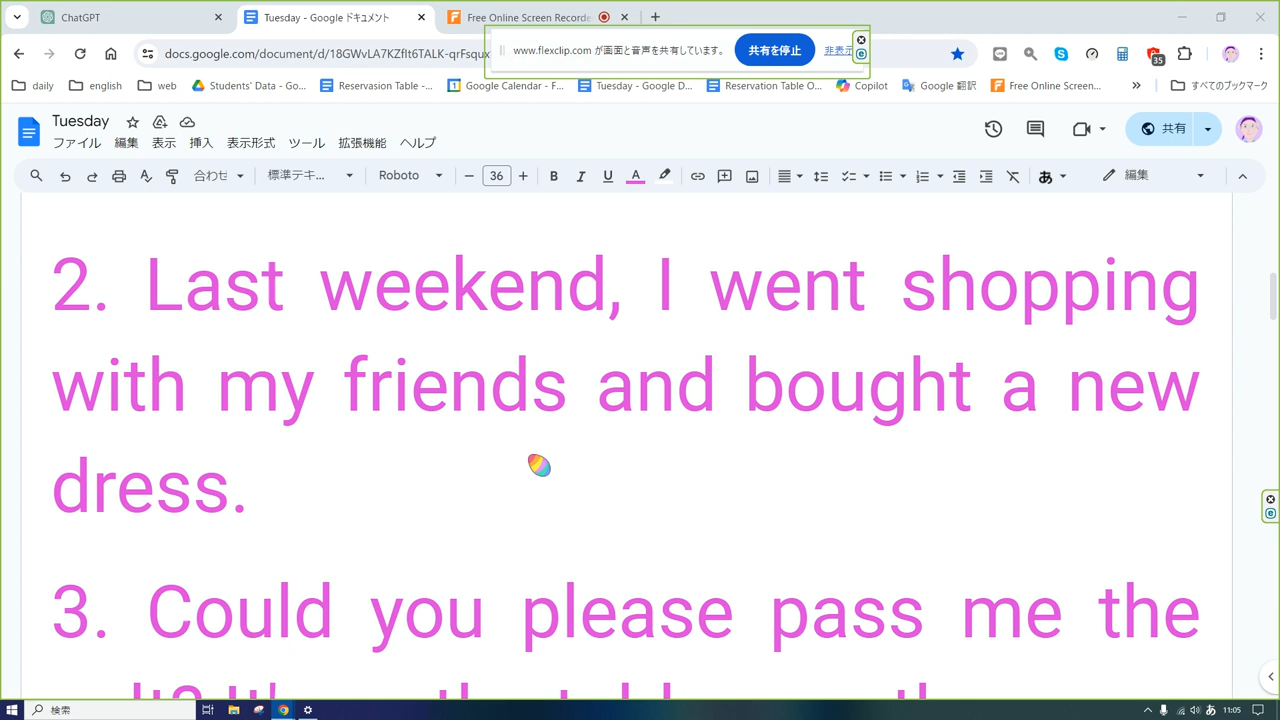 ChatGPT
Tuesday - Google ドキュメント
Free Online Screen Recorde
docs.google.com/document/d/18GWvLA7KZflt6TALK-qrFsqux
www.flexclip.com が画面と音声を共有しています。
共有を停止
非表示
35
daily
english
web
Students' Data - Go...
Reservasion Table -...
Google Calendar - F...
Tuesday - Google D...
Reservation Table O...
Copilot
Google 翻訳
Free Online Screen...
すべてのブックマーク
Tuesday
ファイル 編集 表示 挿入 表示形式 ツール 拡張機能 ヘルプ
共有
合わせ
標準テキ...
Roboto
36
B I U A
あ
編集
2. Last weekend, I went shopping
with my friends and bought a new
dress.
3. Could you please pass me the
検索
あ
11:05